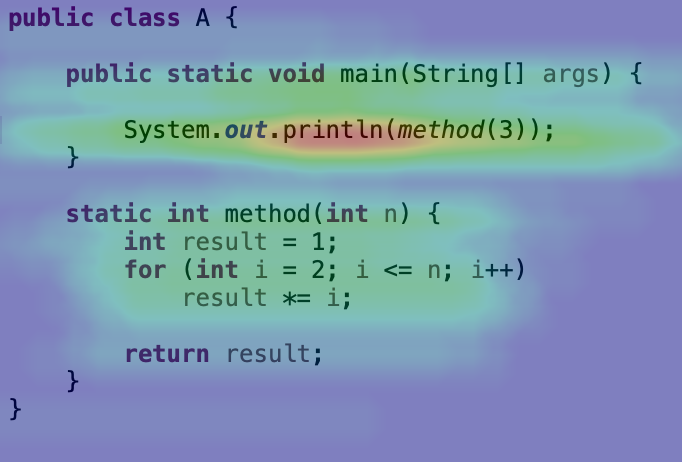 public class A {
    public static void main(String[] args) {
        System.out.println(method(3));
    }
    static int method(int n) {
        int result = 1;
        for (int i = 2; i <= n; i++)
            result *= i;
        return result;
    }
}